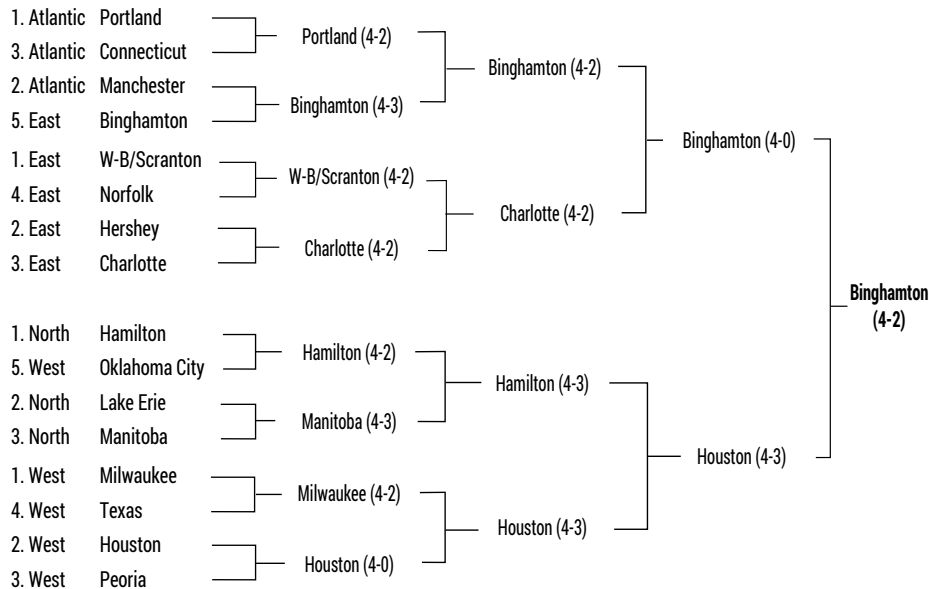 1. Atlantic Portland
3. Atlantic Connecticut
Portland (4-2)
2. Atlantic Manchester
5. East Binghamton
Binghamton (4-3)
Binghamton (4-2)
1. East W-B/Scranton
4. East Norfolk
W-B/Scranton (4-2)
2. East Hershey
3. East Charlotte
Charlotte (4-2)
Charlotte (4-2)
Binghamton (4-0)
1. North Hamilton
5. West Oklahoma City
Hamilton (4-2)
2. North Lake Erie
3. North Manitoba
Manitoba (4-3)
Hamilton (4-3)
1. West Milwaukee
4. West Texas
Milwaukee (4-2)
2. West Houston
3. West Peoria
Houston (4-0)
Houston (4-3)
Houston (4-3)
Binghamton
(4-2)